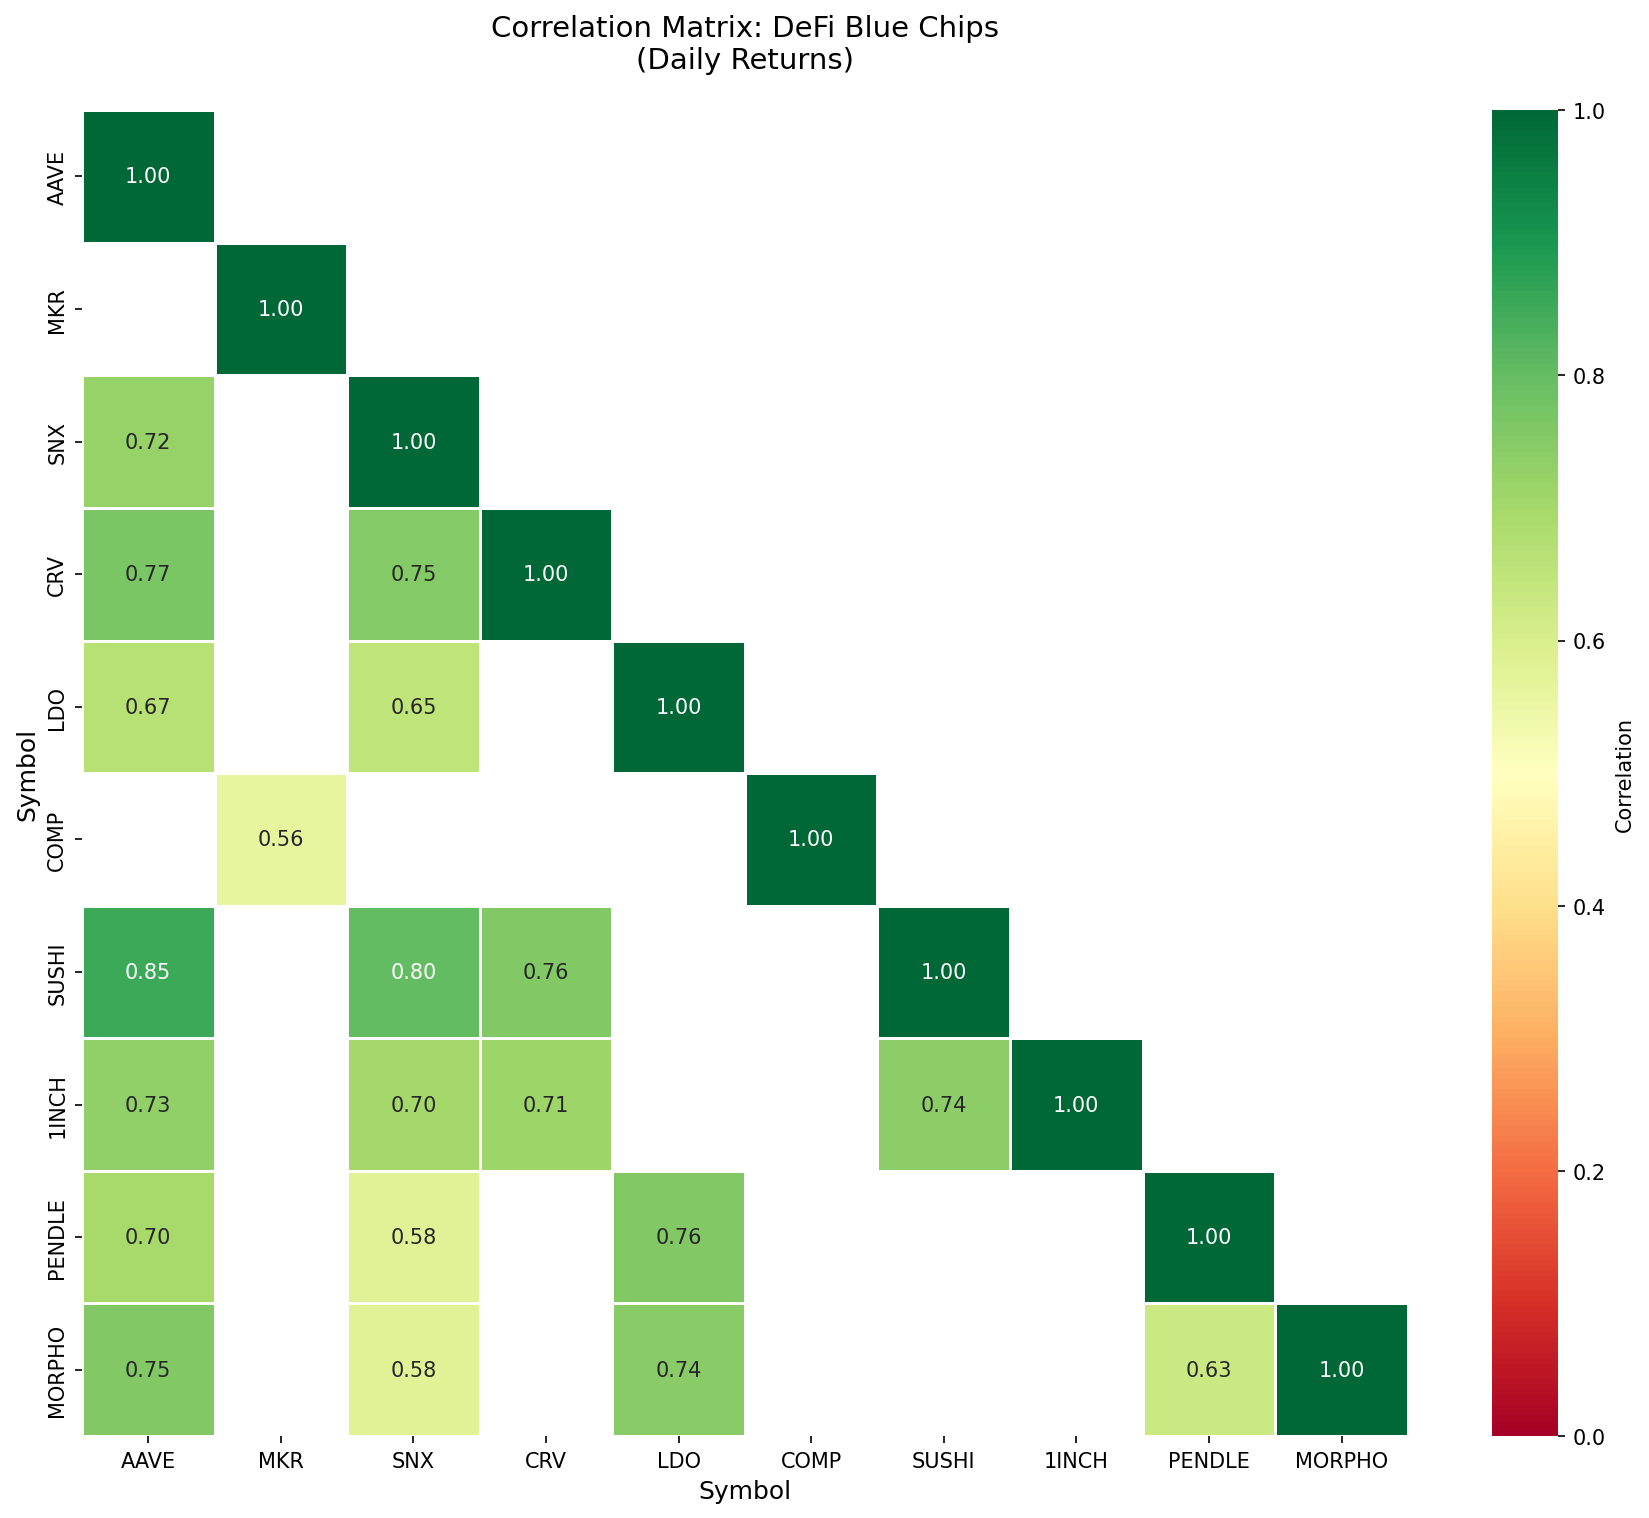 Correlation Matrix: DeFi Blue Chips
(Daily Returns)
AAVE 1.00
MKR 1.00
SNX 0.72 1.00
CRV 0.77 0.75 1.00
LDO 0.67 0.65 1.00
COMP 0.56 1.00
SUSHI 0.85 0.80 0.76 1.00
1INCH 0.73 0.70 0.71 0.74 1.00
PENDLE 0.70 0.58 0.76 1.00
MORPHO 0.75 0.58 0.74 0.63 1.00
Symbol
AAVE MKR SNX CRV LDO COMP SUSHI 1INCH PENDLE MORPHO
Symbol
1.0
0.8
0.6
0.4
0.2
0.0
Correlation